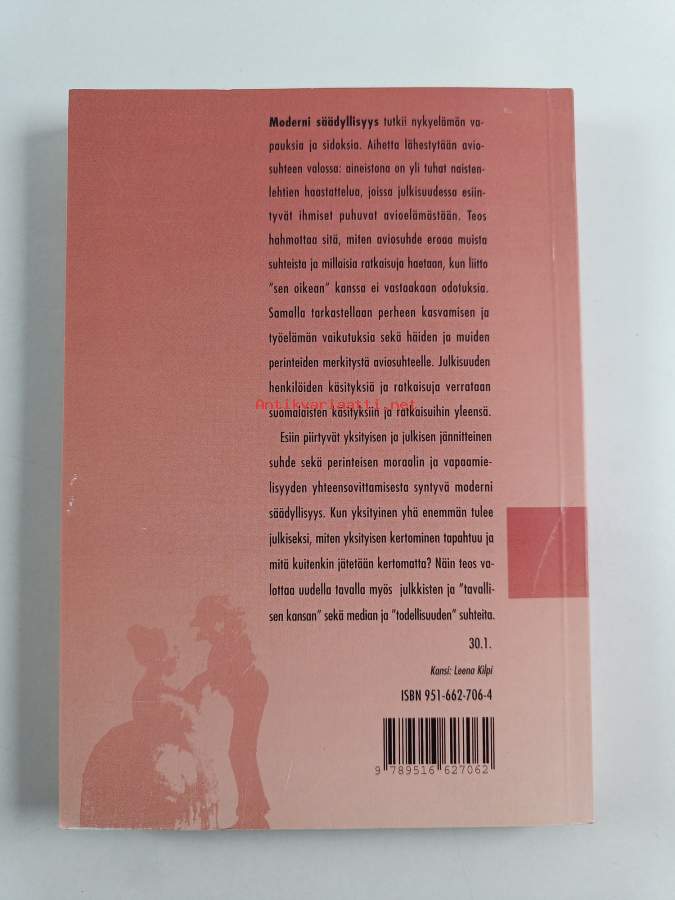 Moderni säädyllisyys tutkii nykyelämän va-
pauksia ja sidoksia. Aihetta lähestytään avio-
suhteen valossa: aineistona on yli tuhat naisten-
lehtien haastattelua, joissa julkisuudessa esiin-
tyvät ihmiset puhuvat avioelämästään. Teos
hahmottaa sitä, miten aviosuhde eroaa muista
suhteista ja millaisia ratkaisuja haetaan, kun liitto
"sen oikean" kanssa ei vastaakaan odotuksia.
Samalla tarkastellaan perheen kasvamisen ja
työelämän vaikutuksia sekä häiden ja muiden
perinteiden merkitystä aviosuhteelle. Julkisuuden
henkilöiden käsityksiä ja ratkaisuja verrataan
Antikvariaatti.net
suomalaisten käsityksiin ja ratkaisuihin yleensä.
Esiin piirtyvät yksityisen ja julkisen jännitteinen
suhde sekä perinteisen moraalin ja vapaamie-
lisyyden yhteensovittamisesta syntyvä moderni
säädyllisyys. Kun yksityinen yhä enemmän tulee
julkiseksi, miten yksityisen kertominen tapahtuu ja
mitä kuitenkin jätetään kertomatta? Näin teos va-
lottaa uudella tavalla myös julkkisten ja "tavalli-
sen kansan" sekä median ja "todellisuuden" suhteita.
30.1.
Kansi: Leena Kilpi
ISBN 951-662-706-4
9 789516 627062